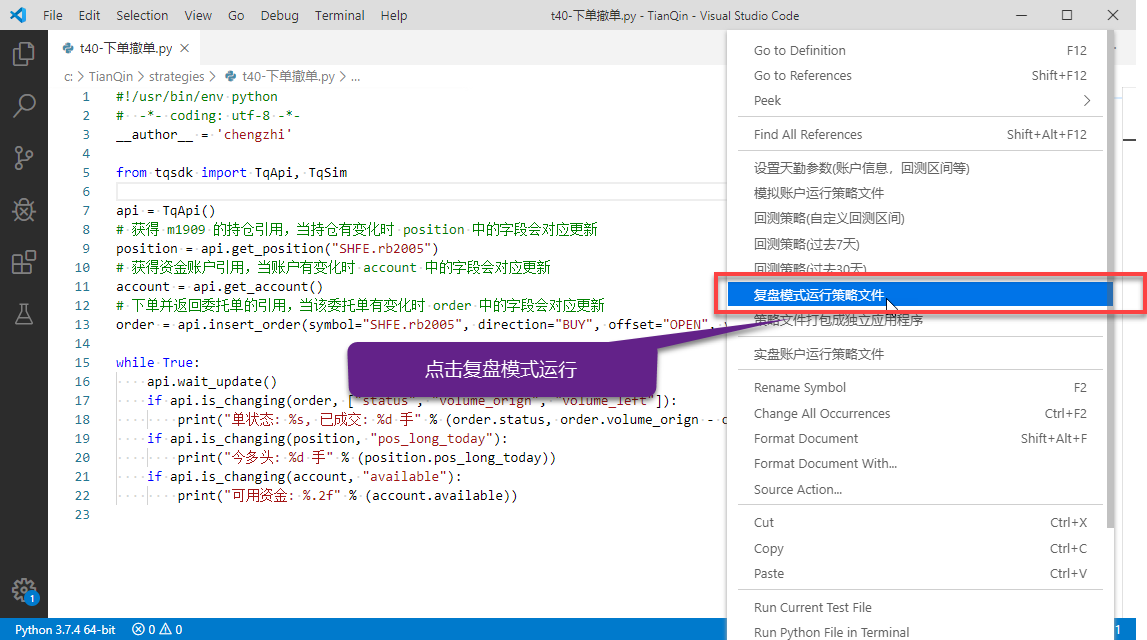 File Edit Selection View Go Debug Terminal Help t40-下单撤单.py - TianQin - Visual Studio Code
t40-下单撤单.py
c: > TianQin > strategies > t40-下单撤单.py > ...
1 #!/usr/bin/env python
2 # -*- coding: utf-8 -*-
3 __author__ = 'chengzhi'
4
5 from tqsdk import TqApi, TqSim
6
7 api = TqApi()
8 # 获得 m1909 的持仓引用，当持仓有变化时 position 中的字段会对应更新
9 position = api.get_position("SHFE.rb2005")
10 # 获得资金账户引用，当账户有变化时 account 中的字段会对应更新
11 account = api.get_account()
12 # 下单并返回委托单的引用，当该委托单有变化时 order 中的字段会对应更新
13 order = api.insert_order(symbol="SHFE.rb2005", direction="BUY", offset="OPEN",
14
15 while True:
16 api.wait_update()
17 if api.is_changing(order, ["status", "volume_orign", "volume_left"]):
18 print("单状态: %s, 已成交: %d 手" % (order.status, order.volume_orign - o
19 if api.is_changing(position, "pos_long_today"):
20 print("今多头: %d 手" % (position.pos_long_today))
21 if api.is_changing(account, "available"):
22 print("可用资金: %.2f" % (account.available))
23
点击复盘模式运行
Go to Definition F12
Go to References Shift+F12
Peek
Find All References Shift+Alt+F12
设置天勤参数(账户信息，回测区间等)
模拟账户运行策略文件
回测策略(自定义回测区间)
回测策略(过去7天)
回测策略(过去30天)
复盘模式运行策略文件
策略文件打包成独立应用程序
实盘账户运行策略文件
Rename Symbol F2
Change All Occurrences Ctrl+F2
Format Document Shift+Alt+F
Format Document With...
Source Action...
Cut Ctrl+X
Copy Ctrl+C
Paste Ctrl+V
Run Current Test File
Run Python File in Terminal
1
Python 3.7.4 64-bit 0 0 1